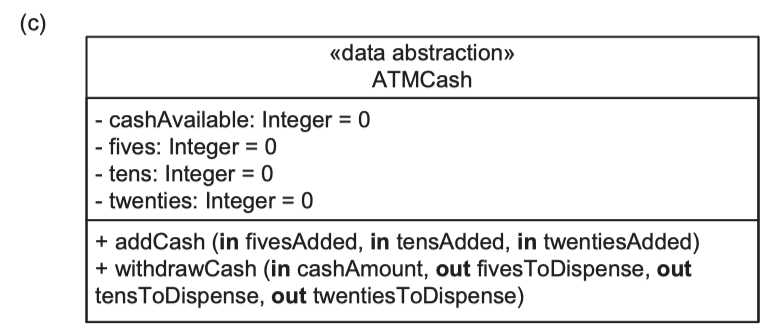 (c)
«data abstraction»
ATMCash
- cashAvailable: Integer = 0
- fives: Integer = 0
- tens: Integer = 0
- twenties: Integer = 0
+ addCash (in fivesAdded, in tensAdded, in twentiesAdded)
+ withdrawCash (in cashAmount, out fivesToDispense, out
tensToDispense, out twentiesToDispense)